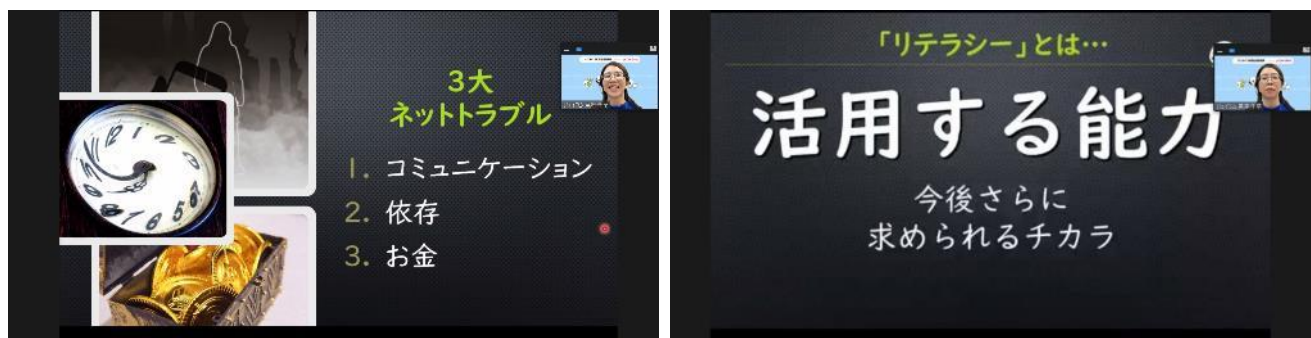 3大
ネットトラブル
1. コミュニケーション
2. 依存
3. お金
「リテラシー」とは…
活用する能力
今後さらに
求められるチカラ